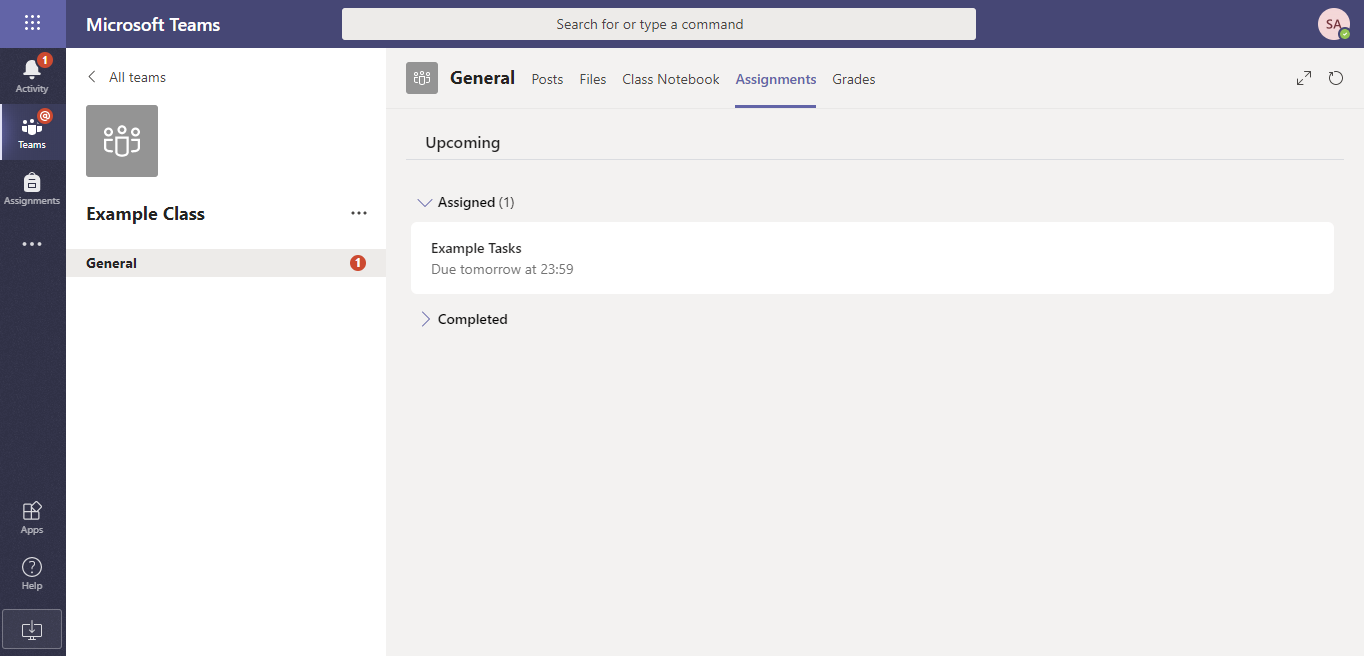 Microsoft Teams
Search for or type a command
SA
1
Activity
@
Teams
Assignments
Apps
Help
All teams
Example Class
General
1
General Posts Files Class Notebook Assignments Grades
Upcoming
Assigned (1)
Example Tasks
Due tomorrow at 23:59
Completed